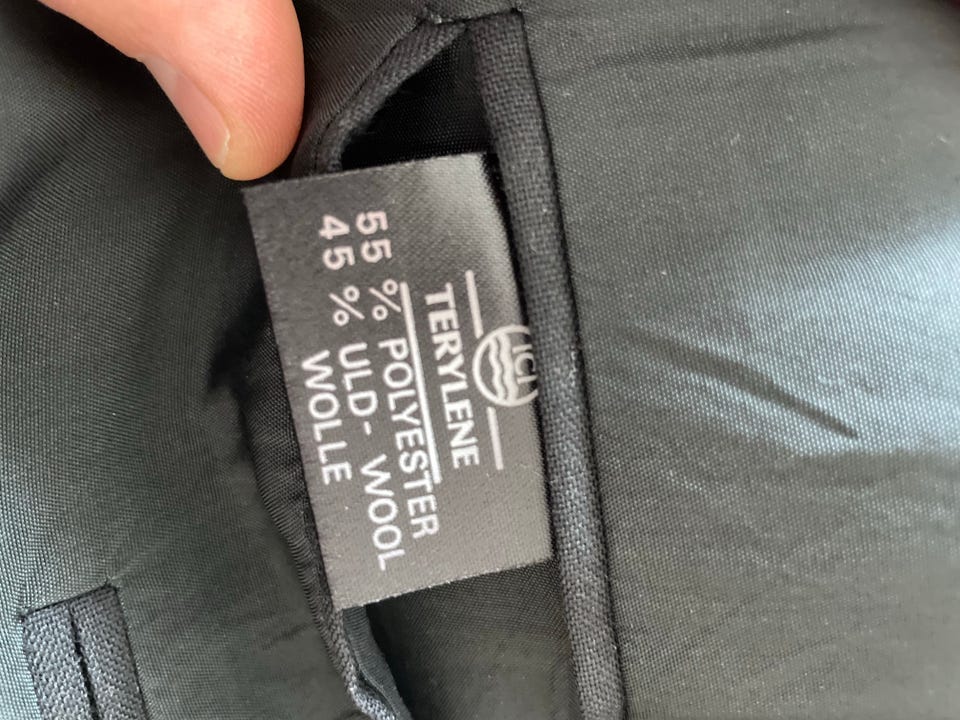 ICI
TERYLENE
55 % POLYESTER
45 % ULD - WOOL
WOLLE